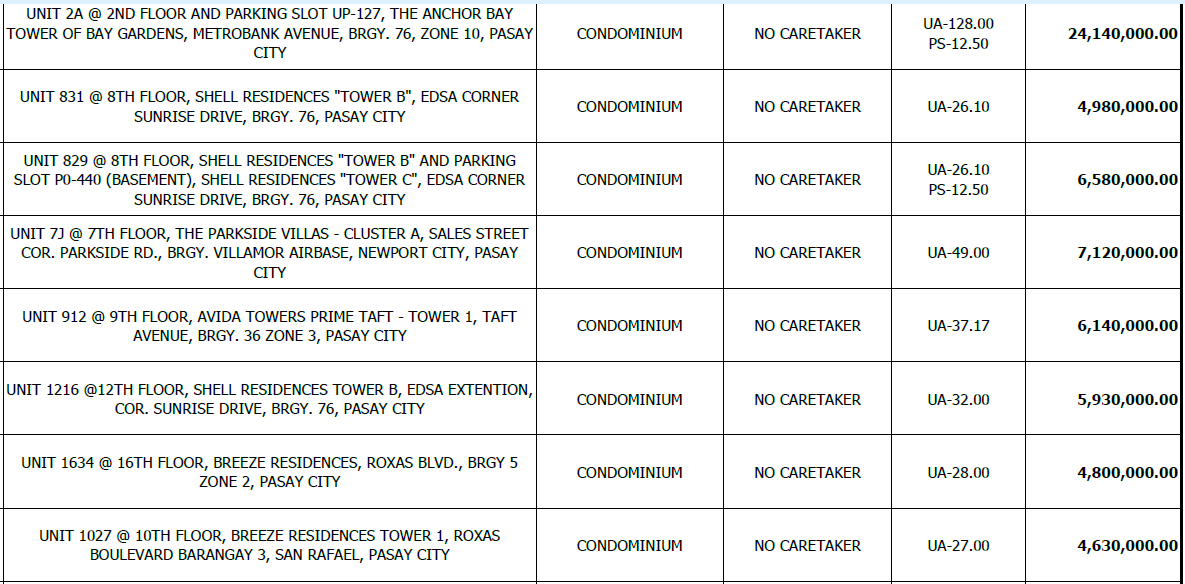 UNIT 2A @ 2ND FLOOR AND PARKING SLOT UP-127, THE ANCHOR BAY
TOWER OF BAY GARDENS, METROBANK AVENUE, BRGY. 76, ZONE 10, PASAY
CITY
CONDOMINIUM
NO CARETAKER
UA-128.00
PS-12.50
24,140,000.00
UNIT 831 @ 8TH FLOOR, SHELL RESIDENCES "TOWER B", EDSA CORNER
SUNRISE DRIVE, BRGY. 76, PASAY CITY
CONDOMINIUM
NO CARETAKER
UA-26.10
4,980,000.00
UNIT 829 @ 8TH FLOOR, SHELL RESIDENCES "TOWER B" AND PARKING
SLOT P0-440 (BASEMENT), SHELL RESIDENCES "TOWER C", EDSA CORNER
SUNRISE DRIVE, BRGY. 76, PASAY CITY
CONDOMINIUM
NO CARETAKER
UA-26.10
PS-12.50
6,580,000.00
UNIT 7J @ 7TH FLOOR, THE PARKSIDE VILLAS - CLUSTER A, SALES STREET
COR. PARKSIDE RD., BRGY. VILLAMOR AIRBASE, NEWPORT CITY, PASAY
CITY
CONDOMINIUM
NO CARETAKER
UA-49.00
7,120,000.00
UNIT 912 @ 9TH FLOOR, AVIDA TOWERS PRIME TAFT - TOWER 1, TAFT
AVENUE, BRGY. 36 ZONE 3, PASAY CITY
CONDOMINIUM
NO CARETAKER
UA-37.17
6,140,000.00
UNIT 1216 @12TH FLOOR, SHELL RESIDENCES TOWER B, EDSA EXTENTION,
COR. SUNRISE DRIVE, BRGY. 76, PASAY CITY
CONDOMINIUM
NO CARETAKER
UA-32.00
5,930,000.00
UNIT 1634 @ 16TH FLOOR, BREEZE RESIDENCES, ROXAS BLVD., BRGY 5
ZONE 2, PASAY CITY
CONDOMINIUM
NO CARETAKER
UA-28.00
4,800,000.00
UNIT 1027 @ 10TH FLOOR, BREEZE RESIDENCES TOWER 1, ROXAS
BOULEVARD BARANGAY 3, SAN RAFAEL, PASAY CITY
CONDOMINIUM
NO CARETAKER
UA-27.00
4,630,000.00